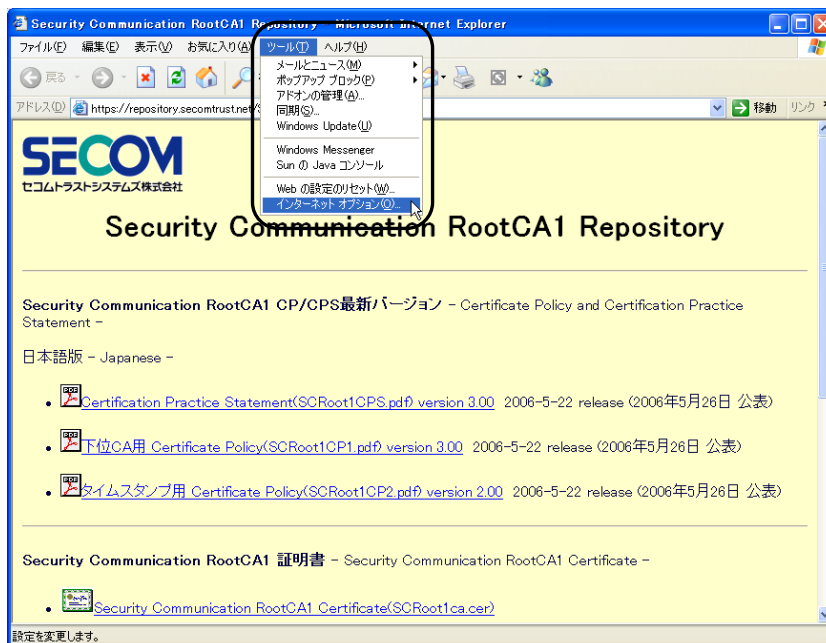 Security Communication RootCA1 Repository - Microsoft Internet Explorer
ファイル(F) 編集(E) 表示(V) お気に入り(A) ツール(T) ヘルプ(H)
戻る
メールとニュース(M)
ポップアップ ブロック(P)
アドオンの管理(A)...
同期(S)...
Windows Update(U)
Windows Messenger
Sun の Java コンソール
Web の設定のリセット(W)...
インターネット オプション(O)...
アドレス(D) https://repository.secomtrust.net/ 移動 リンク
SECOM
セコムトラストシステムズ株式会社
Security Communication RootCA1 Repository
Security Communication RootCA1 CP/CPS最新バージョン - Certificate Policy and Certification Practice
Statement -
日本語版 - Japanese -
Certification Practice Statement(SCRoot1CPS.pdf) version 3.00 2006-5-22 release (2006年5月26日 公表)
下位CA用 Certificate Policy(SCRoot1CP1.pdf) version 3.00 2006-5-22 release (2006年5月26日 公表)
タイムスタンプ用 Certificate Policy(SCRoot1CP2.pdf) version 2.00 2006-5-22 release (2006年5月26日 公表)
Security Communication RootCA1 証明書 - Security Communication RootCA1 Certificate -
Security Communication RootCA1 Certificate(SCRoot1ca.cer)
設定を変更します。